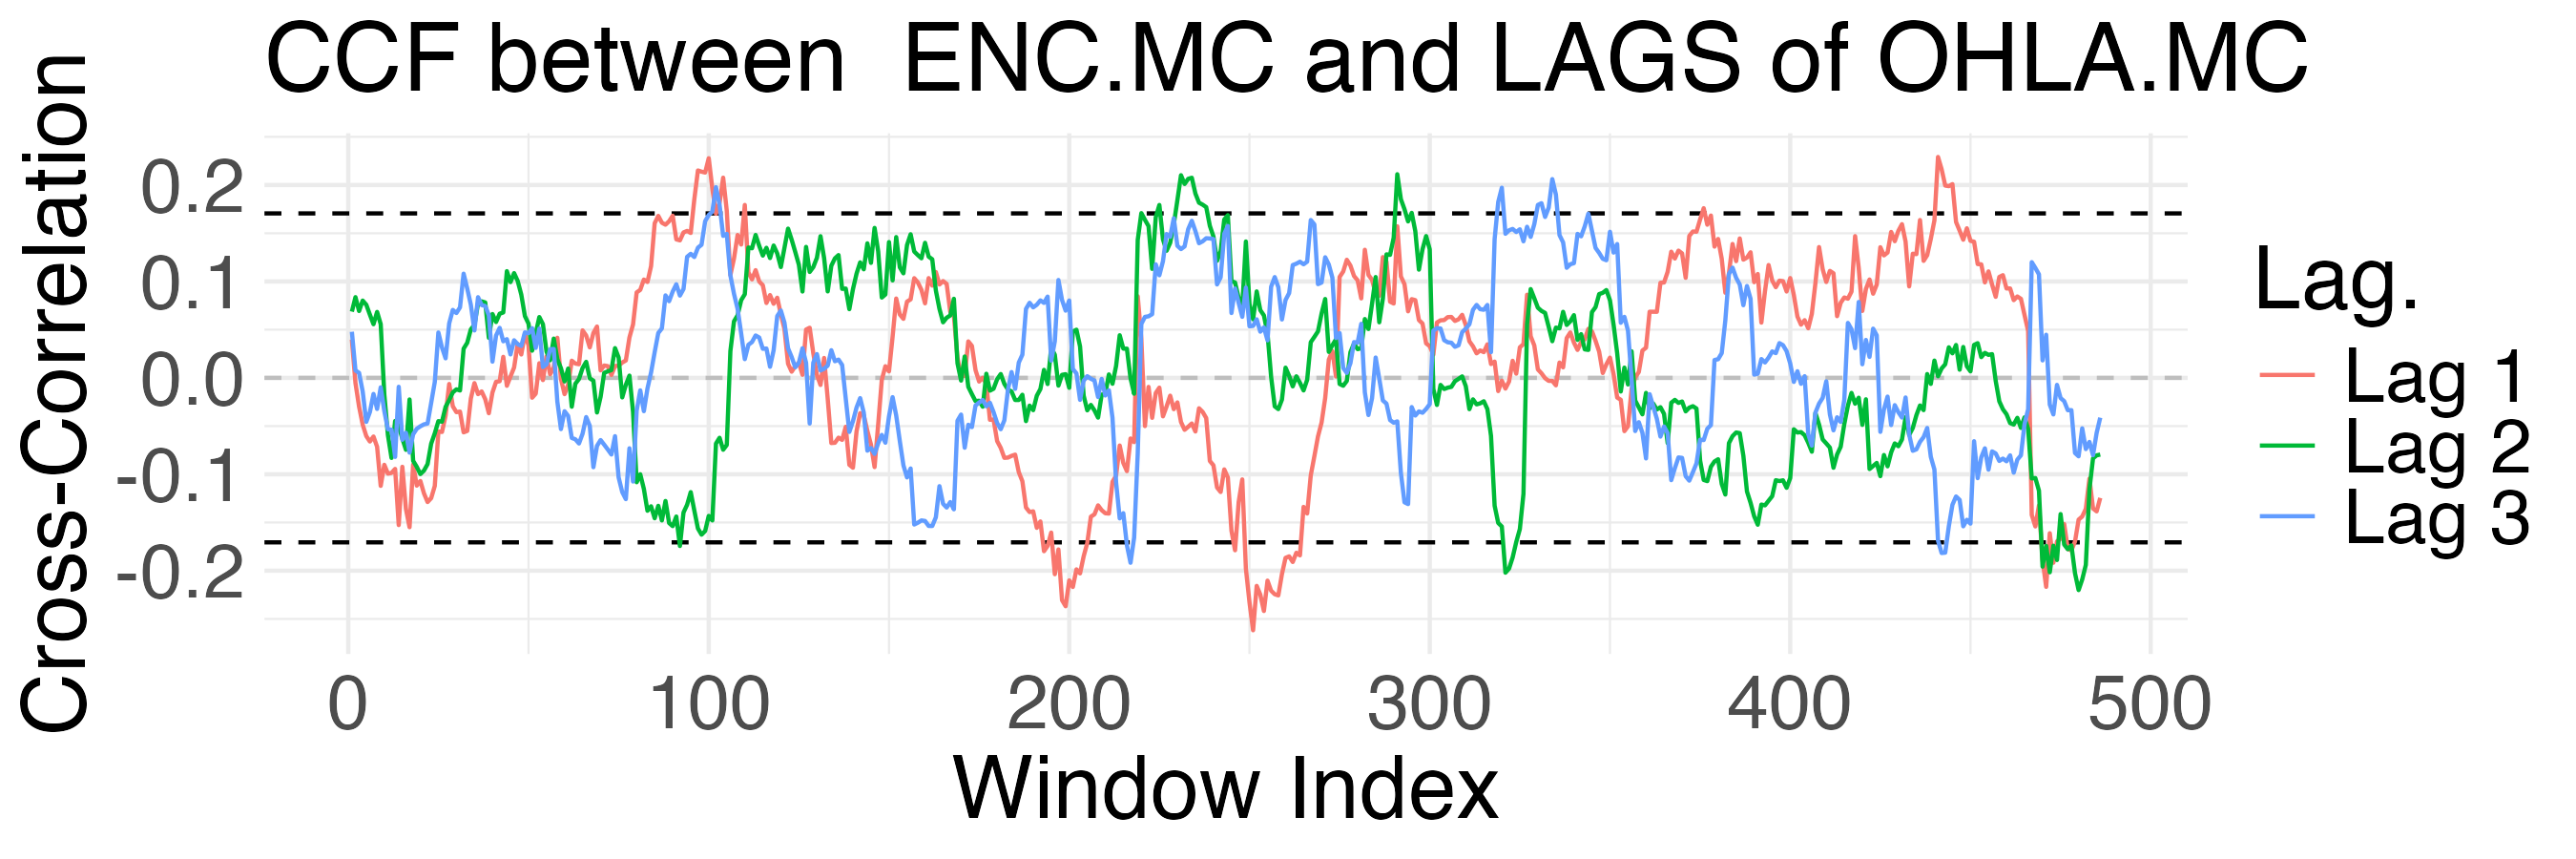 CCF between  ENC.MC and LAGS of OHLA.MC
Cross-Correlation
0.2
0.1
0.0
-0.1
-0.2
0 100 200 300 400 500
Window Index
Lag.
Lag 1
Lag 2
Lag 3